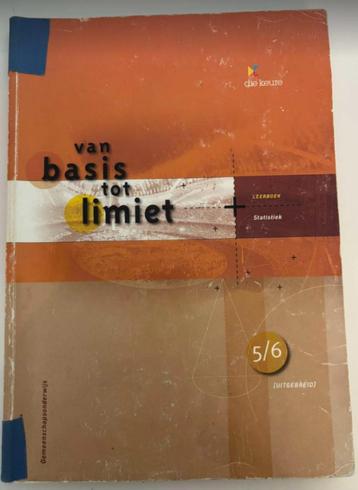 die keure
van
basis
tot
limiet
LEERBOEK
Statistiek
5/6
[UITGEBREID]
Gemeenschapsonderwijs